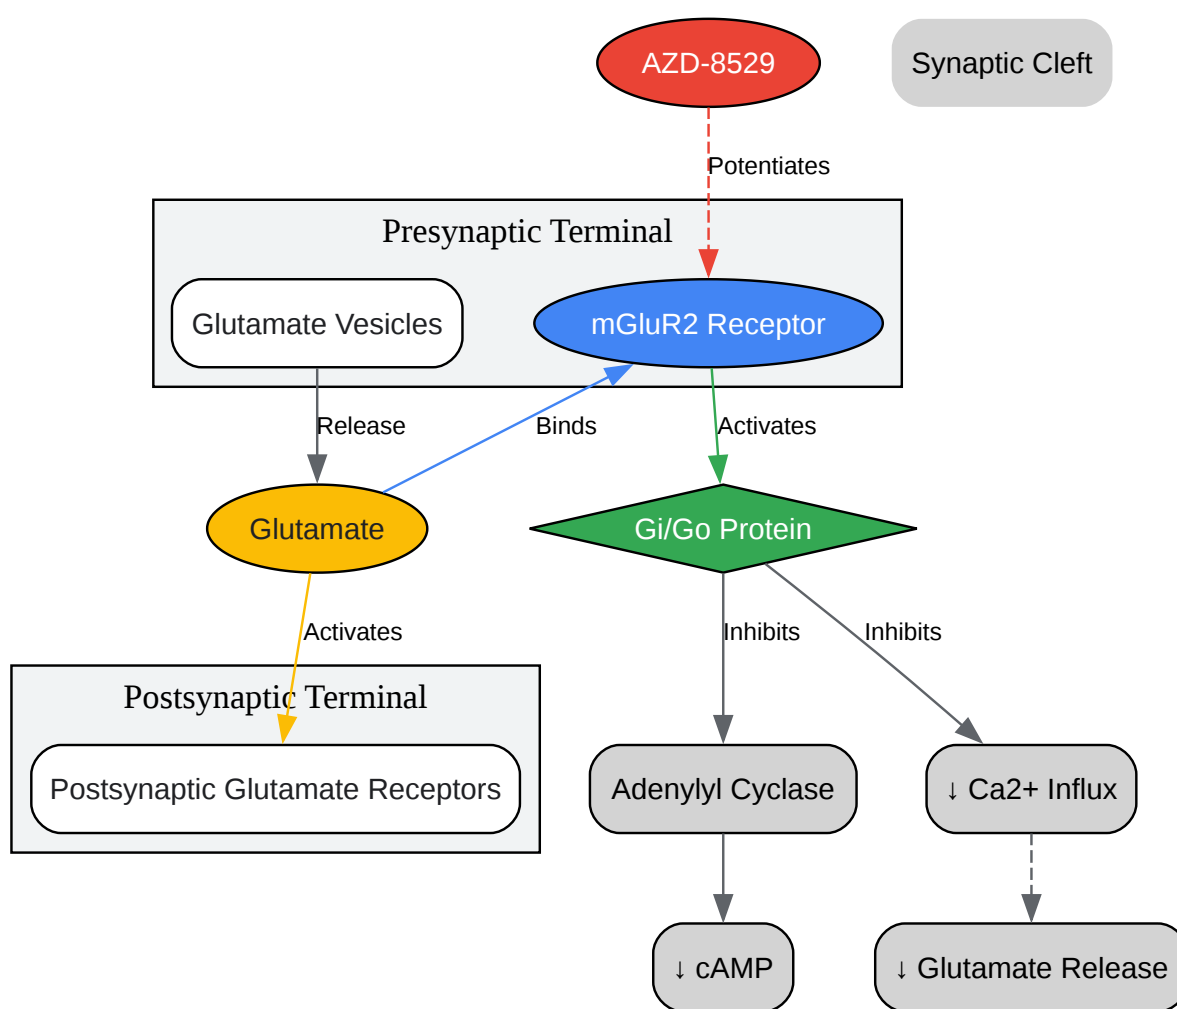 AZD-8529
Synaptic Cleft
Potentiates
Presynaptic Terminal
Glutamate Vesicles
mGluR2 Receptor
Release
Binds
Activates
Glutamate
Gi/Go Protein
Activates
Inhibits
Inhibits
Postsynaptic Terminal
Postsynaptic Glutamate Receptors
Adenylyl Cyclase
↓ Ca2+ Influx
↓ cAMP
↓ Glutamate Release